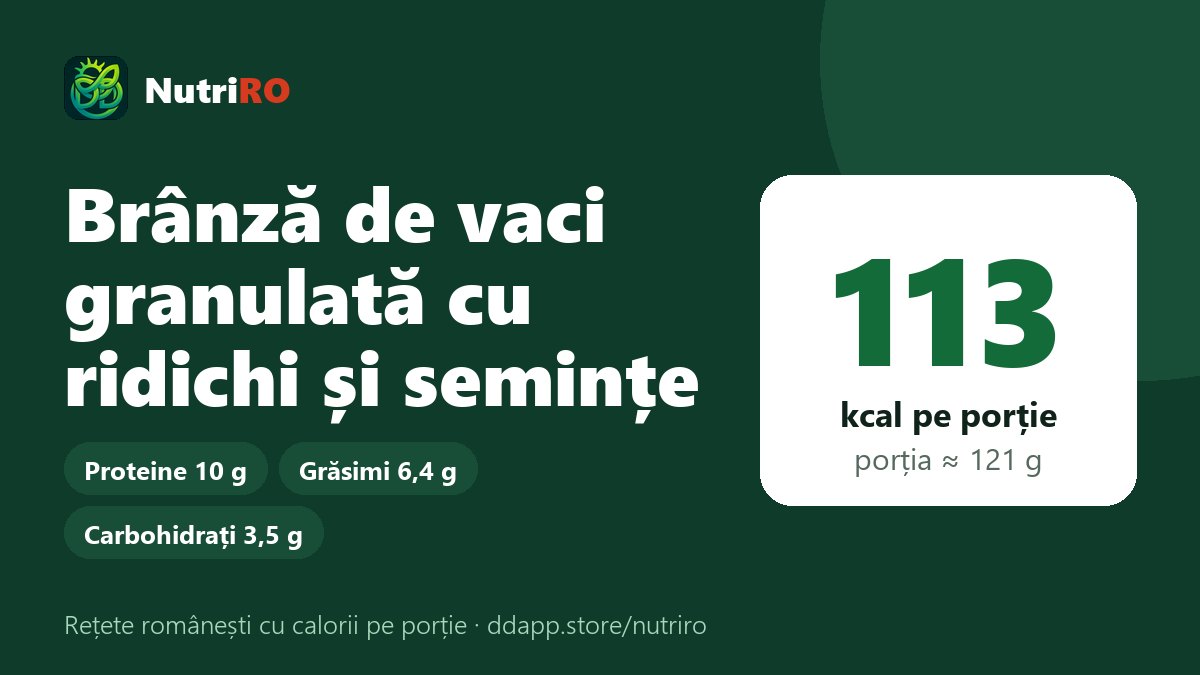 NutriRO
Brânză de vaci
granulată cu
ridichi și semințe
Proteine 10 g
Grăsimi 6,4 g
Carbohidrați 3,5 g
113
kcal pe porție
porția ≈ 121 g
Rețete românești cu calorii pe porție · ddapp.store/nutriro